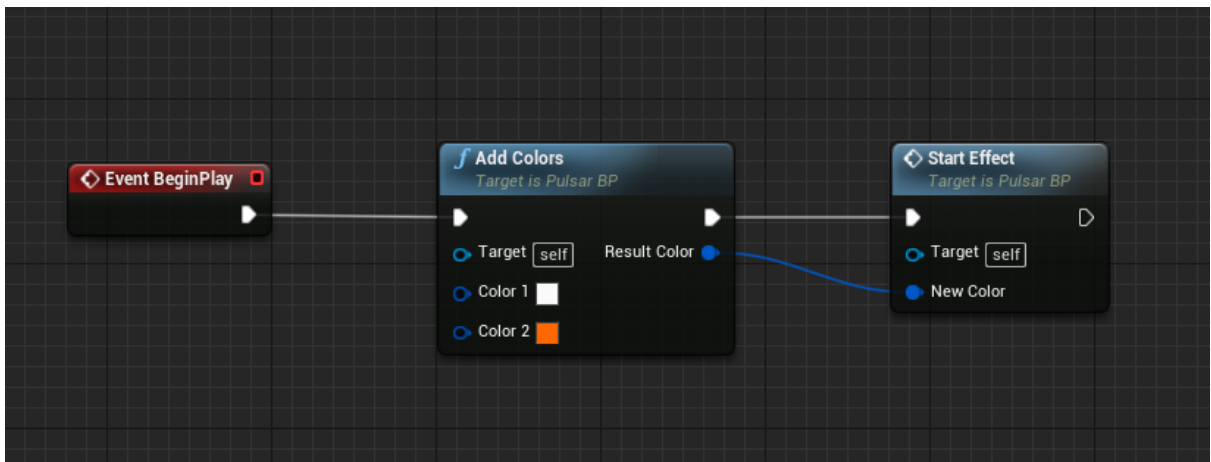 Event BeginPlay
Add Colors
Target is Pulsar BP
Target self
Result Color
Color 1
Color 2
Start Effect
Target is Pulsar BP
Target self
New Color